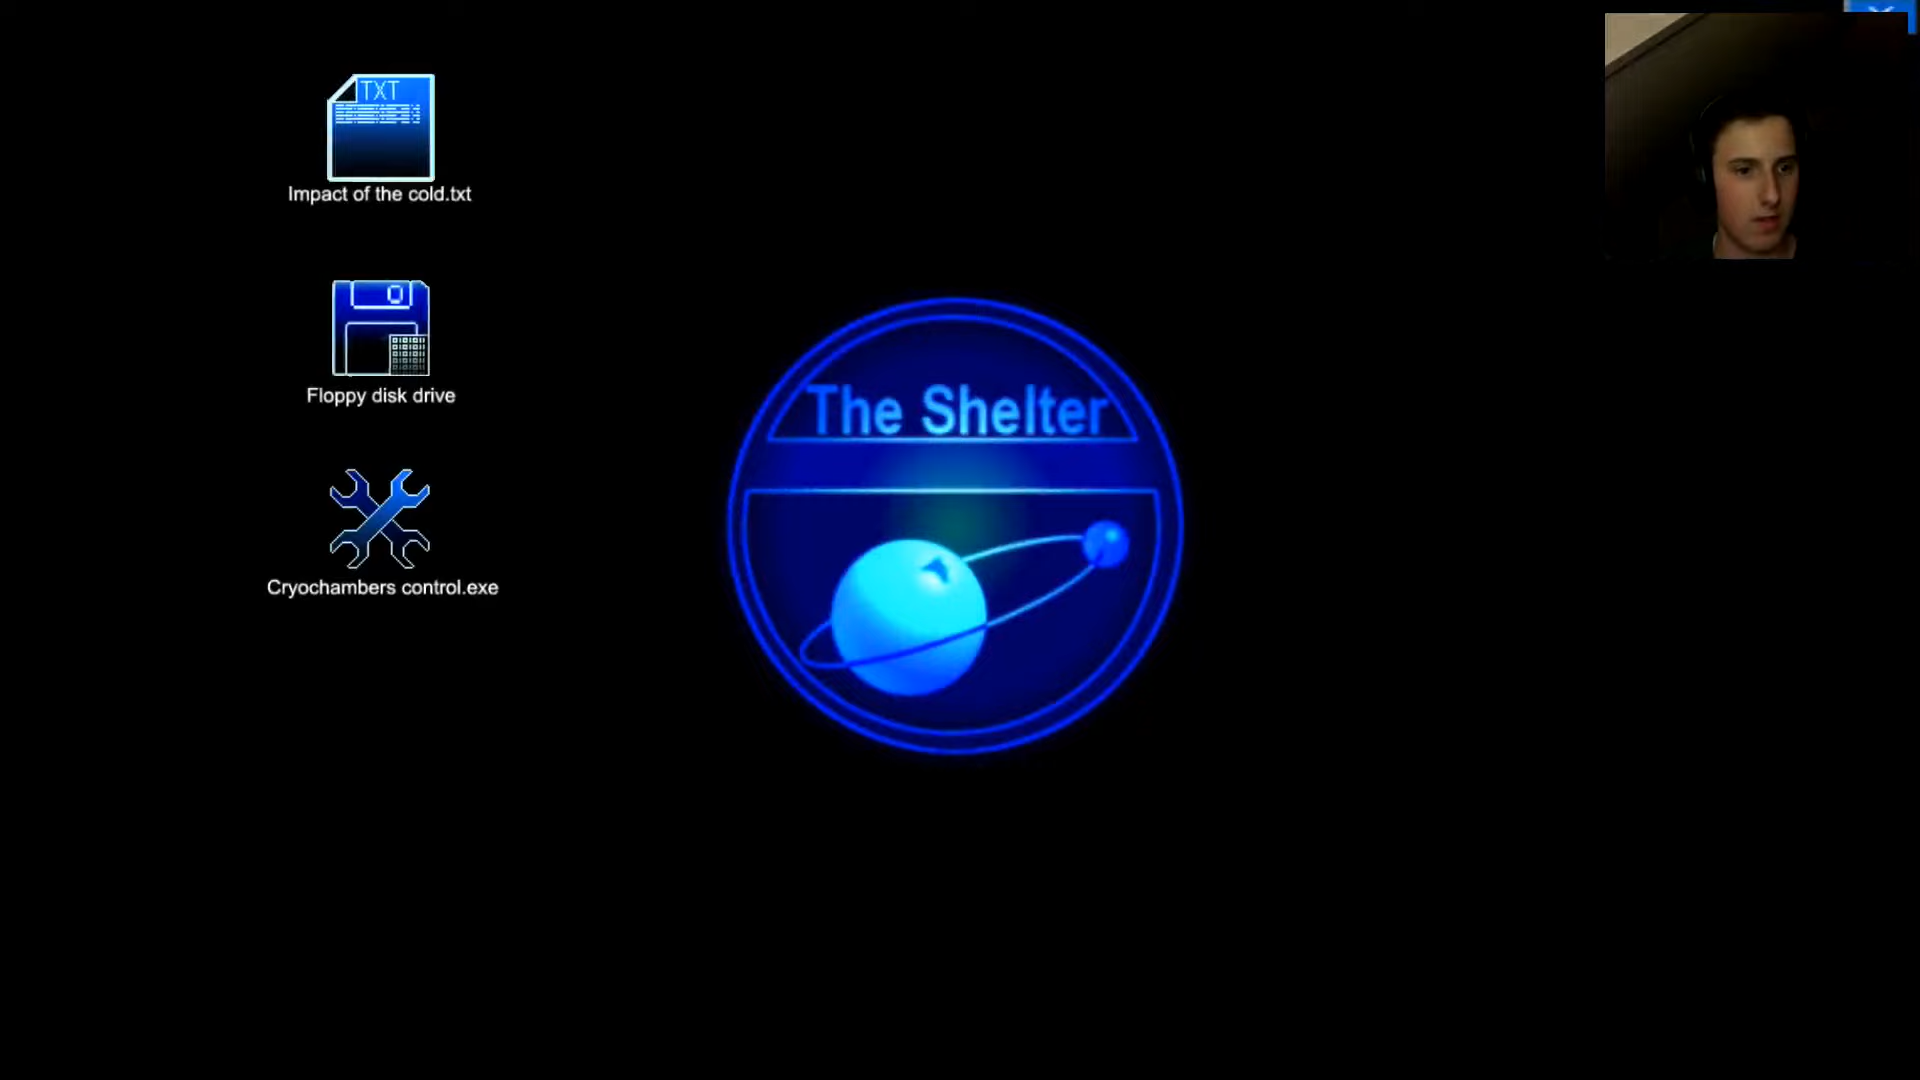 TXT
Impact of the cold.txt
Floppy disk drive
Cryochambers control.exe
The Shelter